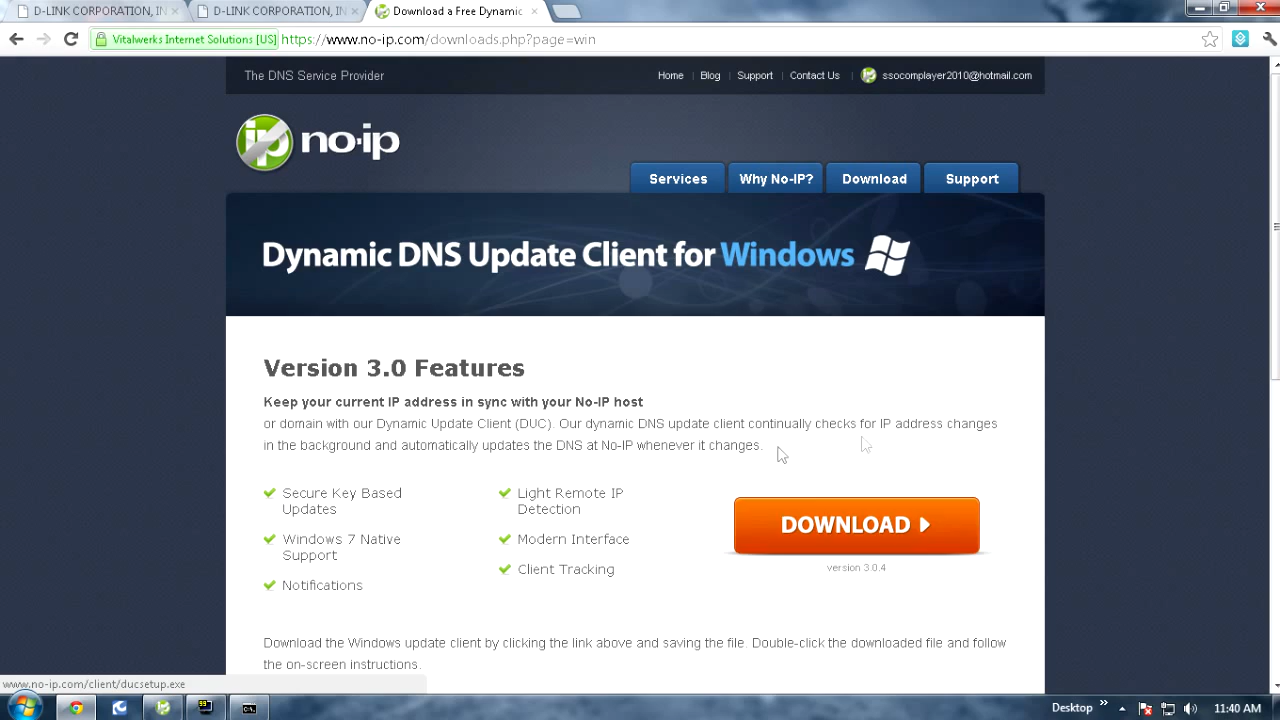 D-LINK CORPORATION, IN
D-LINK CORPORATION, IN
Download a Free Dynamic
Vitalwerks Internet Solutions [US]
https://www.no-ip.com/downloads.php?page=win
The DNS Service Provider
Home
Blog
Support
Contact Us
ssocomplayer2010@hotmail.com
ip no·ip
Services
Why No-IP?
Download
Support
Dynamic DNS Update Client for Windows
Version 3.0 Features
Keep your current IP address in sync with your No-IP host
or domain with our Dynamic Update Client (DUC). Our dynamic DNS update client continually checks for IP address changes
in the background and automatically updates the DNS at No-IP whenever it changes.
Secure Key Based
Updates
Windows 7 Native
Support
Notifications
Light Remote IP
Detection
Modern Interface
Client Tracking
DOWNLOAD
version 3.0.4
Download the Windows update client by clicking the link above and saving the file. Double-click the downloaded file and follow
the on-screen instructions.
www.no-ip.com/client/ducsetup.exe
Desktop
11:40 AM